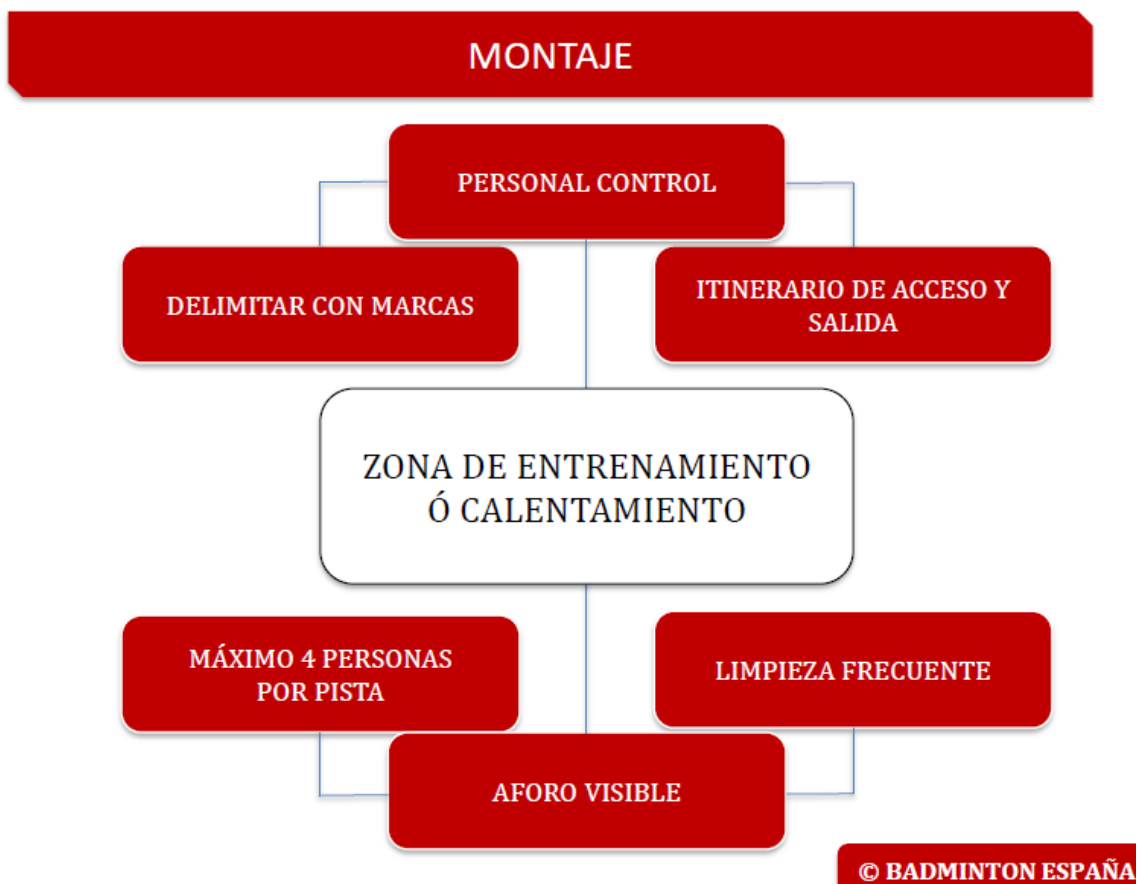 MONTAJE
PERSONAL CONTROL
DELIMITAR CON MARCAS
ITINERARIO DE ACCESO Y
SALIDA
ZONA DE ENTRENAMIENTO
Ó CALENTAMIENTO
MÁXIMO 4 PERSONAS
POR PISTA
LIMPIEZA FRECUENTE
AFORO VISIBLE
© BADMINTON ESPAÑA